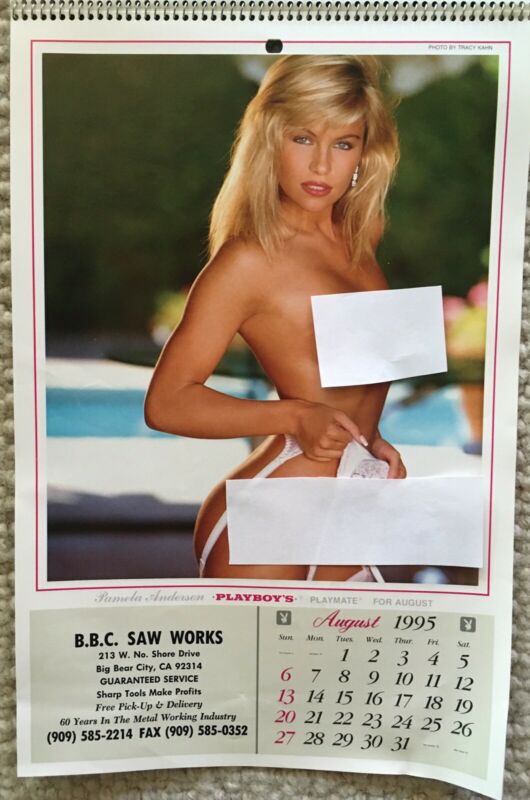 PHOTO BY TRACY KAHN
Pamela Anderson • PLAYBOY'S® PLAYMATE® FOR AUGUST
B.B.C. SAW WORKS
213 W. No. Shore Drive
Big Bear City, CA 92314
GUARANTEED SERVICE
Sharp Tools Make Profits
Free Pick-Up & Delivery
60 Years In The Metal Working Industry
(909) 585-2214 FAX (909) 585-0352
August 1995
Sun. Mon. Tues. Wed. Thur. Fri. Sat.
1 2 3 4 5
6 7 8 9 10 11 12
13 14 15 16 17 18 19
20 21 22 23 24 25 26
27 28 29 30 31